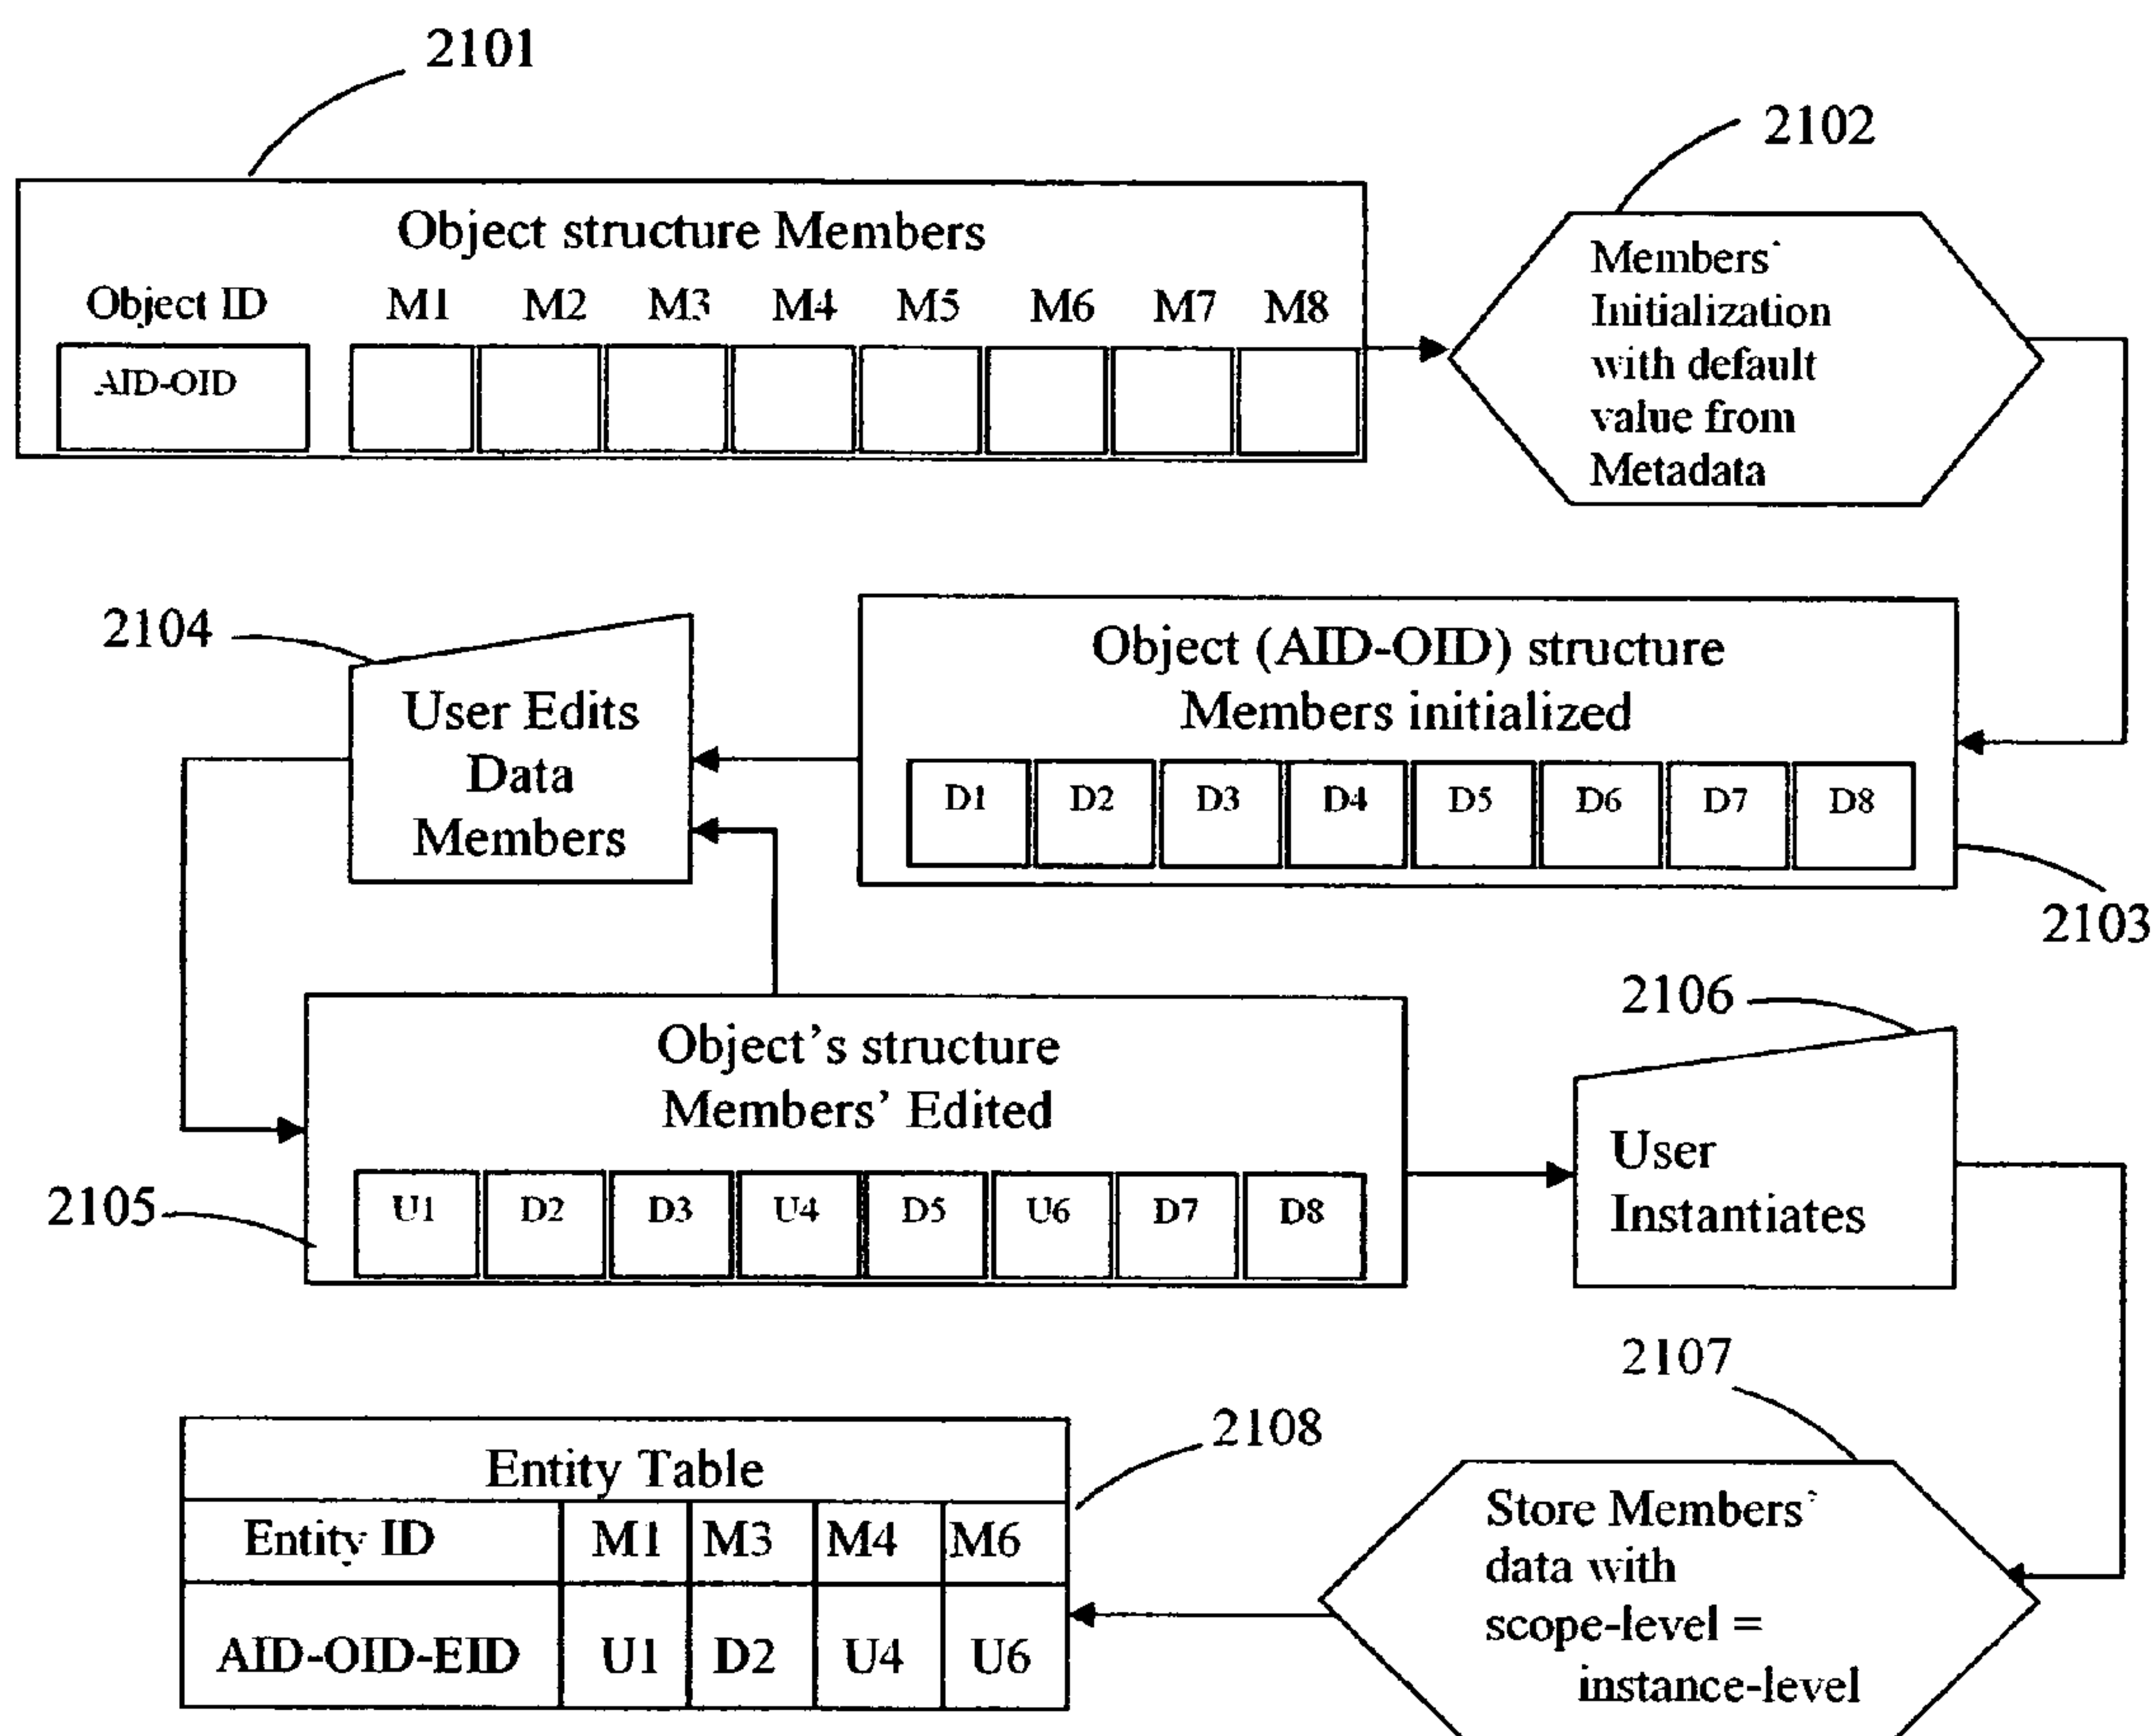 2101
2102
Object structure Members
Object ID M1 M2 M3 M4 M5 M6 M7 M8
AID-OID
Members'
Initialization
with default
value from
Metadata
2104
User Edits
Data
Members
Object (AID-OID) structure
Members initialized
D1 D2 D3 D4 D5 D6 D7 D8
2103
2106
Object's structure
Members' Edited
2105
U1 D2 D3 U4 D5 U6 D7 D8
User
Instantiates
2107
2108
Entity Table
Entity ID M1 M3 M4 M6
AID-OID-EID U1 D2 U4 U6
Store Members'
data with
scope-level =
instance-level